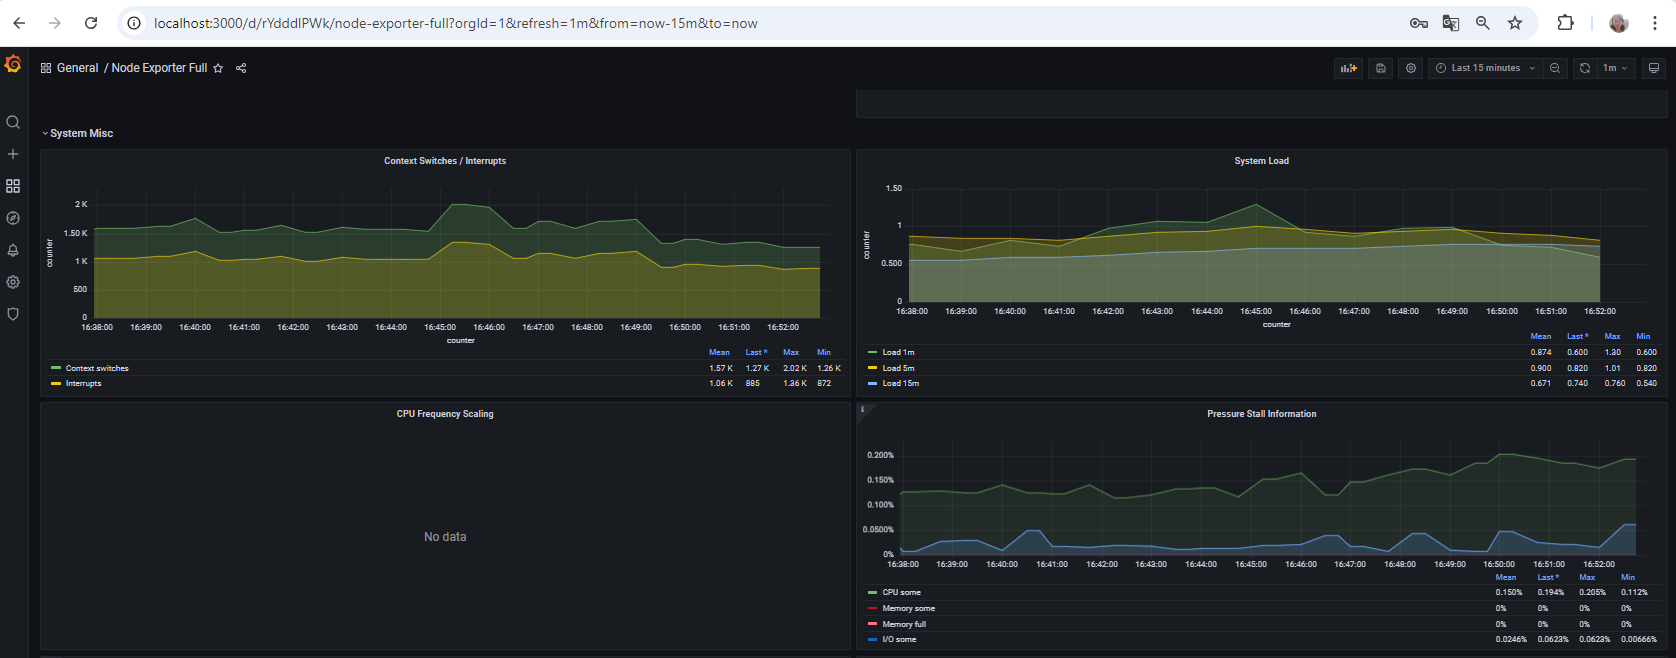 localhost:3000/d/rYdddlPWk/node-exporter-full?orgId=1&refresh=1m&from=now-15m&to=now
General / Node Exporter Full
Last 15 minutes
1m
System Misc
Context Switches / Interrupts
counter
2 K
1.50 K
1 K
500
0
16:38:00 16:39:00 16:40:00 16:41:00 16:42:00 16:43:00 16:44:00 16:45:00 16:46:00 16:47:00 16:48:00 16:49:00 16:50:00 16:51:00 16:52:00
counter
Mean Last * Max Min
Context switches 1.57 K 1.27 K 2.02 K 1.26 K
Interrupts 1.06 K 885 1.36 K 872
System Load
counter
1.50
1
0.500
0
16:38:00 16:39:00 16:40:00 16:41:00 16:42:00 16:43:00 16:44:00 16:45:00 16:46:00 16:47:00 16:48:00 16:49:00 16:50:00 16:51:00 16:52:00
counter
Mean Last * Max Min
Load 1m 0.874 0.600 1.30 0.600
Load 5m 0.900 0.820 1.01 0.820
Load 15m 0.671 0.740 0.760 0.540
CPU Frequency Scaling
No data
Pressure Stall Information
0.200%
0.150%
0.100%
0.0500%
0%
16:38:00 16:39:00 16:40:00 16:41:00 16:42:00 16:43:00 16:44:00 16:45:00 16:46:00 16:47:00 16:48:00 16:49:00 16:50:00 16:51:00 16:52:00
Mean Last * Max Min
CPU some 0.150% 0.194% 0.205% 0.112%
Memory some 0% 0% 0% 0%
Memory full 0% 0% 0% 0%
I/O some 0.0246% 0.0623% 0.0623% 0.00666%